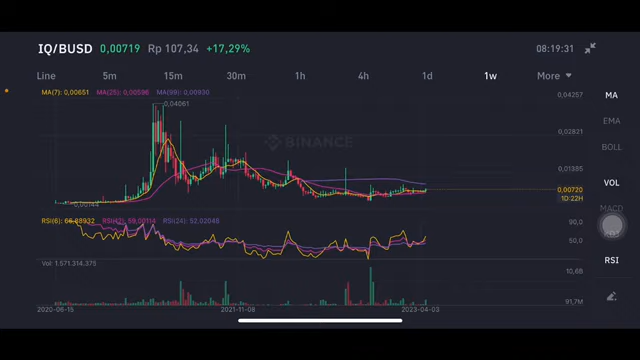 IQ/BUSD 0,00719 Rp 107,34 +17,29% 08:19:31
Line 5m 15m 30m 1h 4h 1d 1w More
MA(7): 0,00651 MA(25): 0,00596 MA(99): 0,00930
MA
EMA
BOLL
VOL
MACD
RSI
0,04257
0,02821
0,01335
0,00720
1D:22H
0,04061
BINANCE
0,00144
RSI(6): 66,88932 RSI(12): 59,00114 RSI(24): 52,02048
90,0
50,0
Vol: 1.571.314.375
10,6B
91,7M
2020-06-15 2021-11-08 2023-04-03